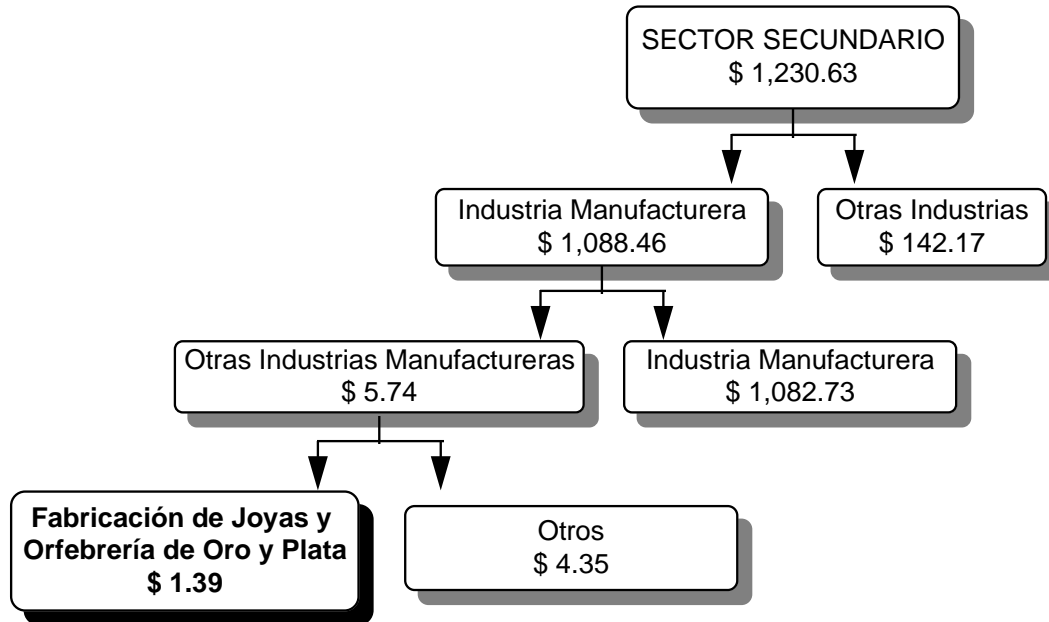 SECTOR SECUNDARIO
$ 1,230.63
Industria Manufacturera
$ 1,088.46
Otras Industrias
$ 142.17
Otras Industrias Manufactureras
$ 5.74
Industria Manufacturera
$ 1,082.73
Fabricación de Joyas y
Orfebrería de Oro y Plata
$ 1.39
Otros
$ 4.35